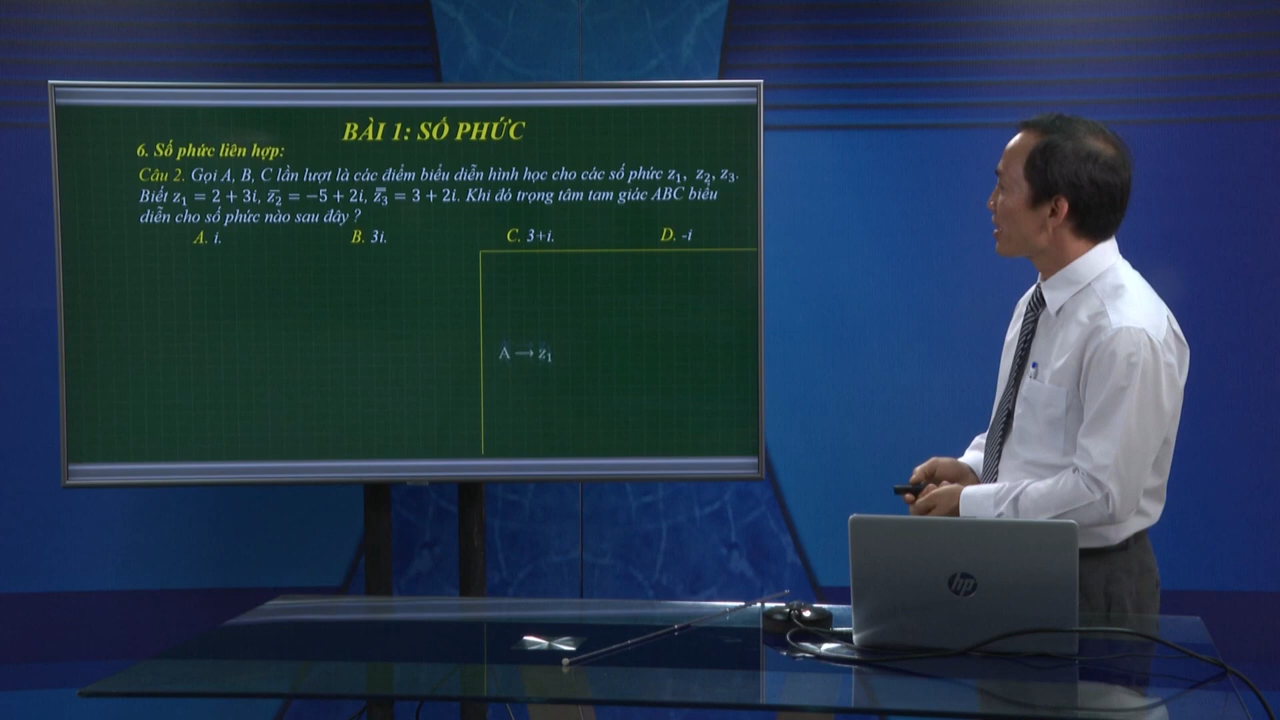 BÀI 1: SỐ PHỨC
6. Số phức liên hợp:
Câu 2. Gọi A, B, C lần lượt là các điểm biểu diễn hình học cho các số phức z₁, z₂, z₃.
Biết z₁ = 2 + 3i, z̅₂ = −5 + 2i, z̿₃ = 3 + 2i. Khi đó trọng tâm tam giác ABC biểu
diễn cho số phức nào sau đây ?
A. i. B. 3i. C. 3+i. D. -i
A → z₁
hp